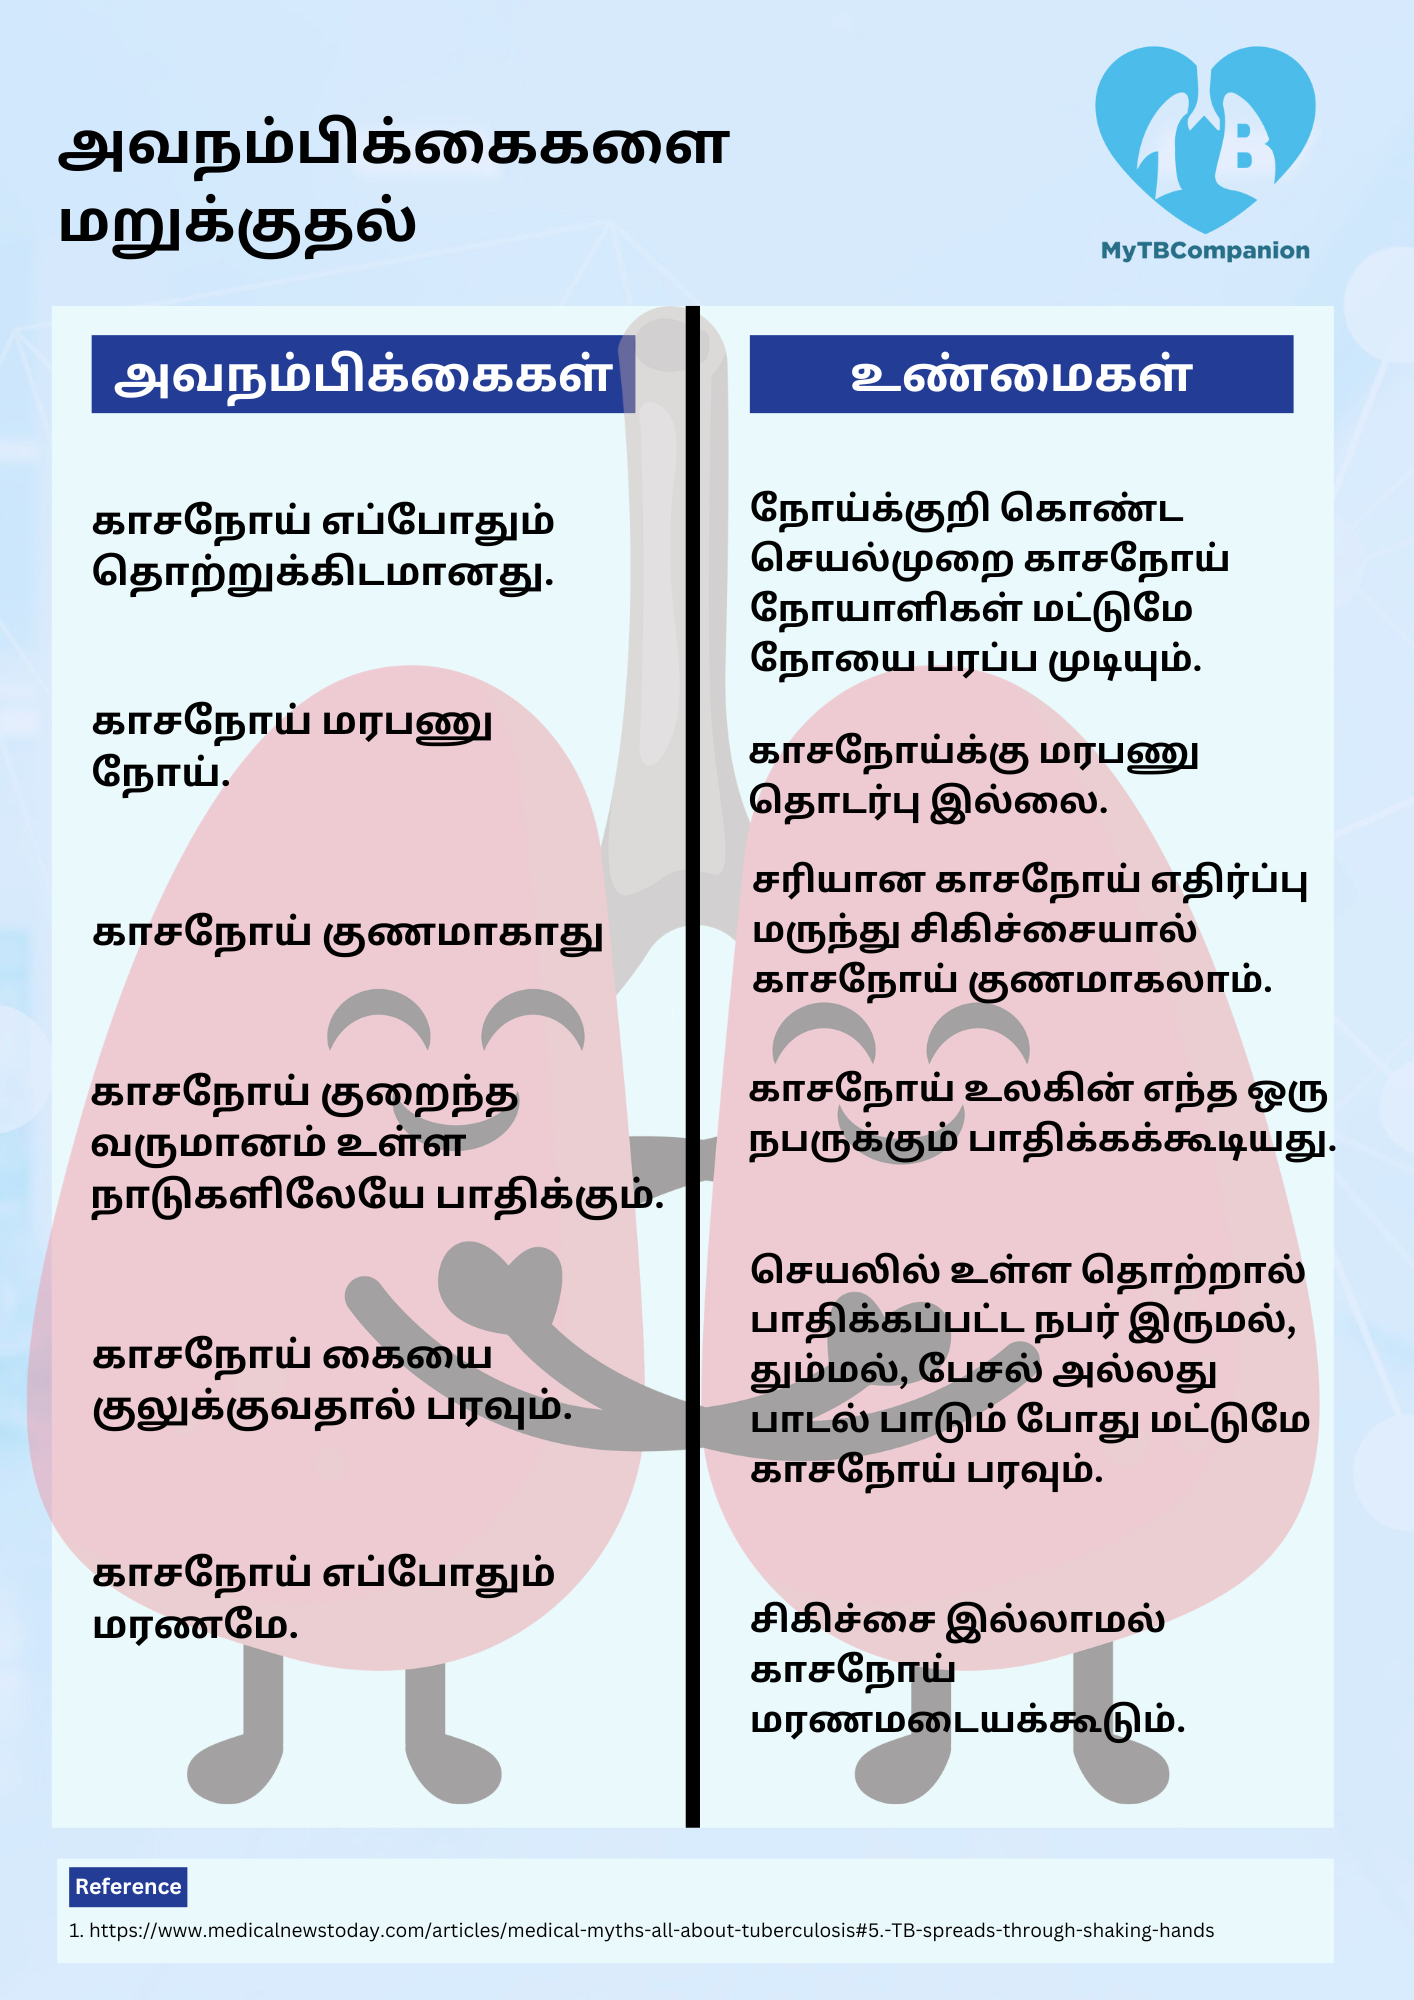 அவநம்பிக்கைகளை
மறுக்குதல்
TB
MyTBCompanion
அவநம்பிக்கைகள்
காசநோய் எப்போதும்
தொற்றுக்கிடமானது.
காசநோய் மரபணு
நோய்.
காசநோய் குணமாகாது
காசநோய் குறைந்த
வருமானம் உள்ள
நாடுகளிலேயே பாதிக்கும்.
காசநோய் கையை
குலுக்குவதால் பரவும்.
காசநோய் எப்போதும்
மரணமே.
உண்மைகள்
நோய்க்குறி கொண்ட
செயல்முறை காசநோய்
நோயாளிகள் மட்டுமே
நோயை பரப்ப முடியும்.
காசநோய்க்கு மரபணு
தொடர்பு இல்லை.
சரியான காசநோய் எதிர்ப்பு
மருந்து சிகிச்சையால்
காசநோய் குணமாகலாம்.
காசநோய் உலகின் எந்த ஒரு
நபருக்கும் பாதிக்கக்கூடியது.
செயலில் உள்ள தொற்றால்
பாதிக்கப்பட்ட நபர் இருமல்,
தும்மல், பேசல் அல்லது
பாடல் பாடும் போது மட்டுமே
காசநோய் பரவும்.
சிகிச்சை இல்லாமல்
காசநோய்
மரணமடையக்கூடும்.
Reference
1. https://www.medicalnewstoday.com/articles/medical-myths-all-about-tuberculosis#5.-TB-spreads-through-shaking-hands